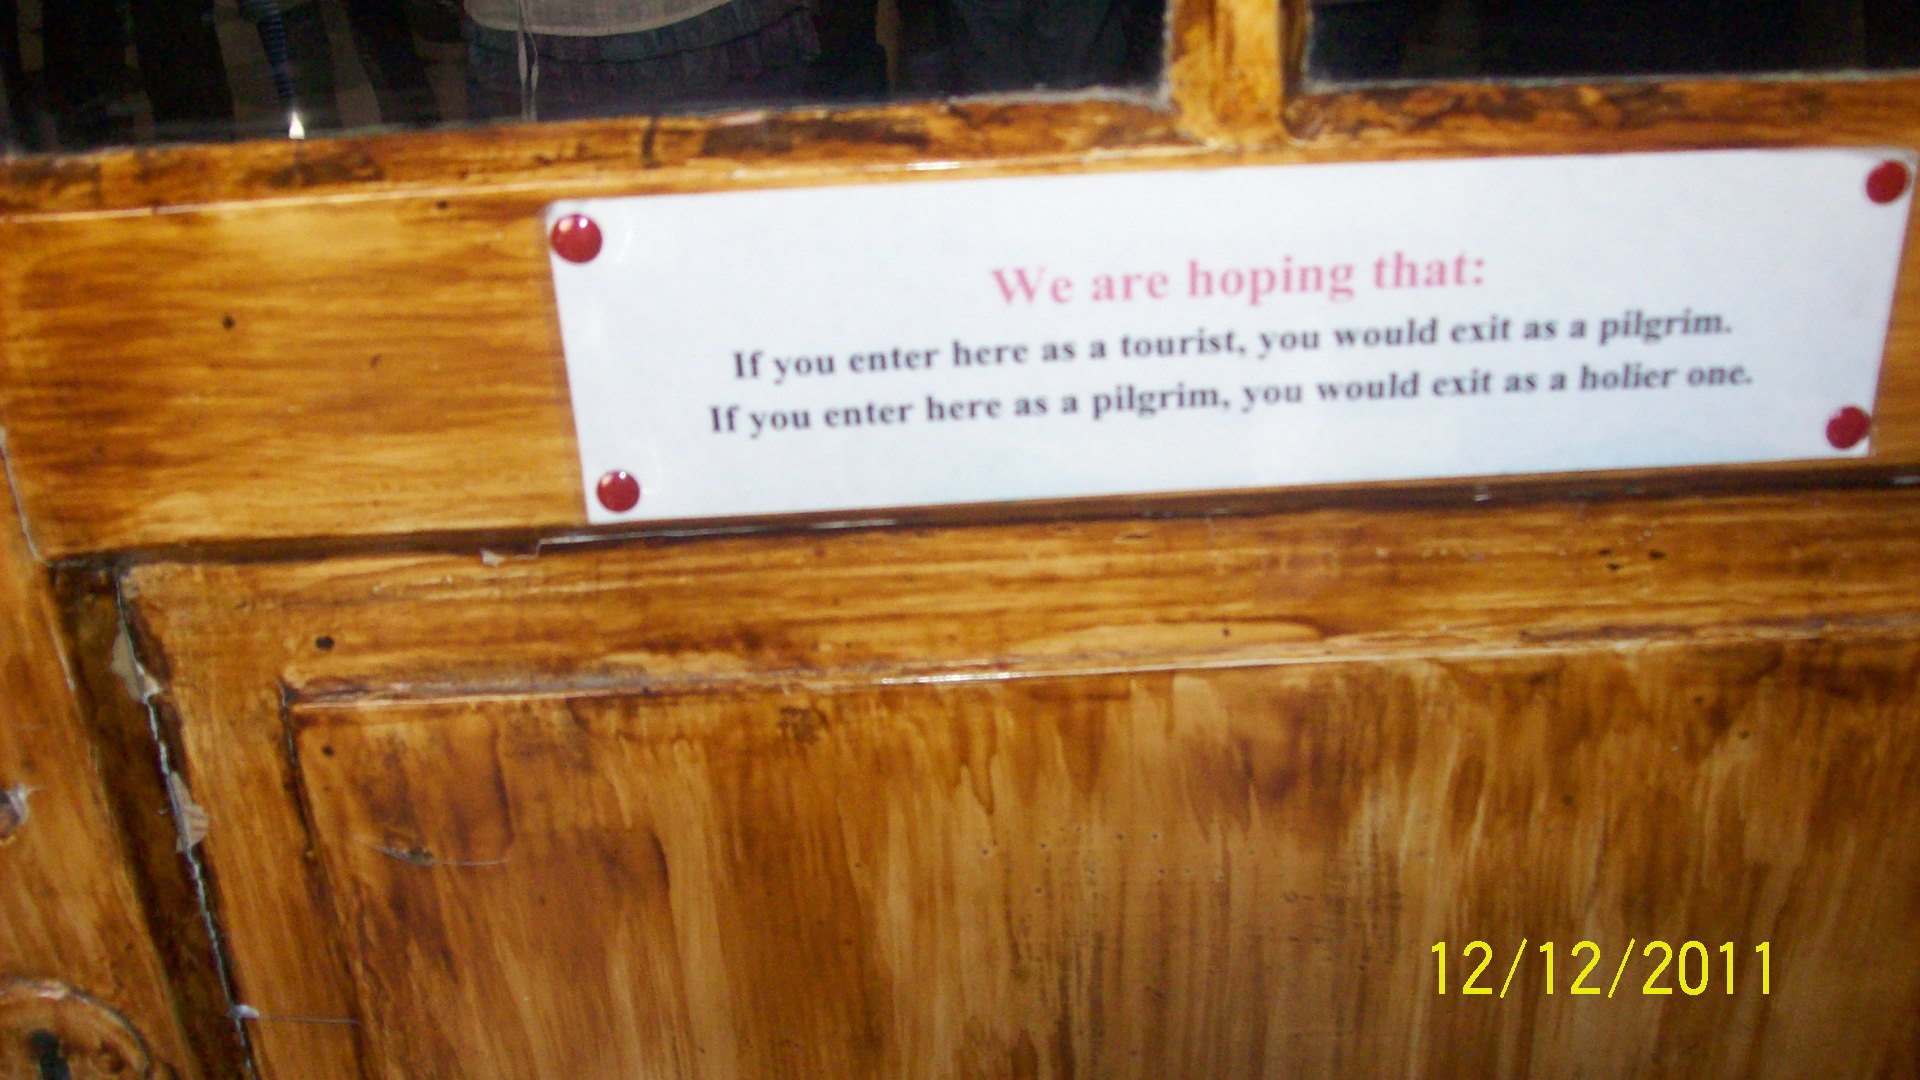 We are hoping that:
If you enter here as a tourist, you would exit as a pilgrim.
If you enter here as a pilgrim, you would exit as a holier one.
12/12/2011